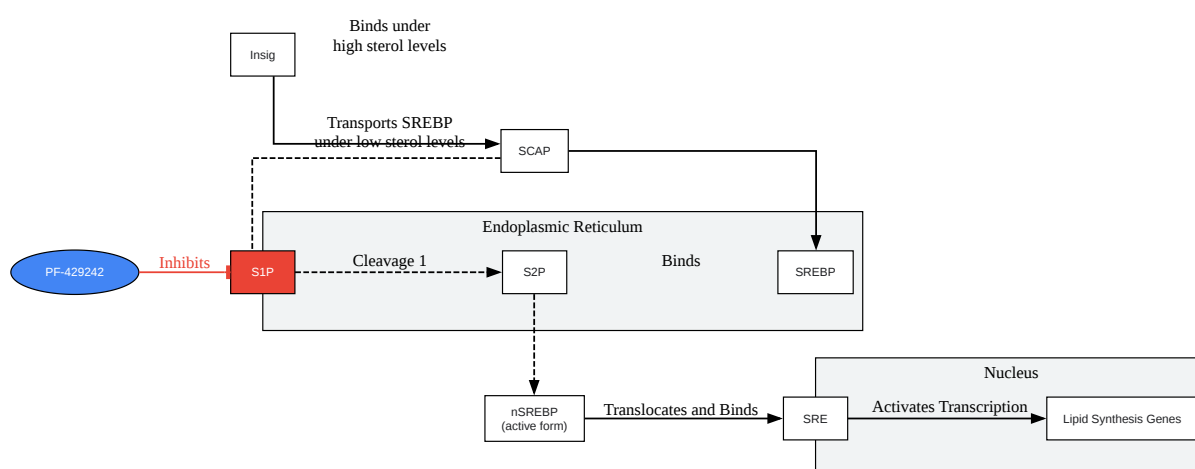 Binds under
high sterol levels
Insig
Transports SREBP
under low sterol levels
SCAP
Endoplasmic Reticulum
PF-429242
Inhibits
S1P
Cleavage 1
S2P
Binds
SREBP
Nucleus
nSREBP
(active form)
Translocates and Binds
SRE
Activates Transcription
Lipid Synthesis Genes